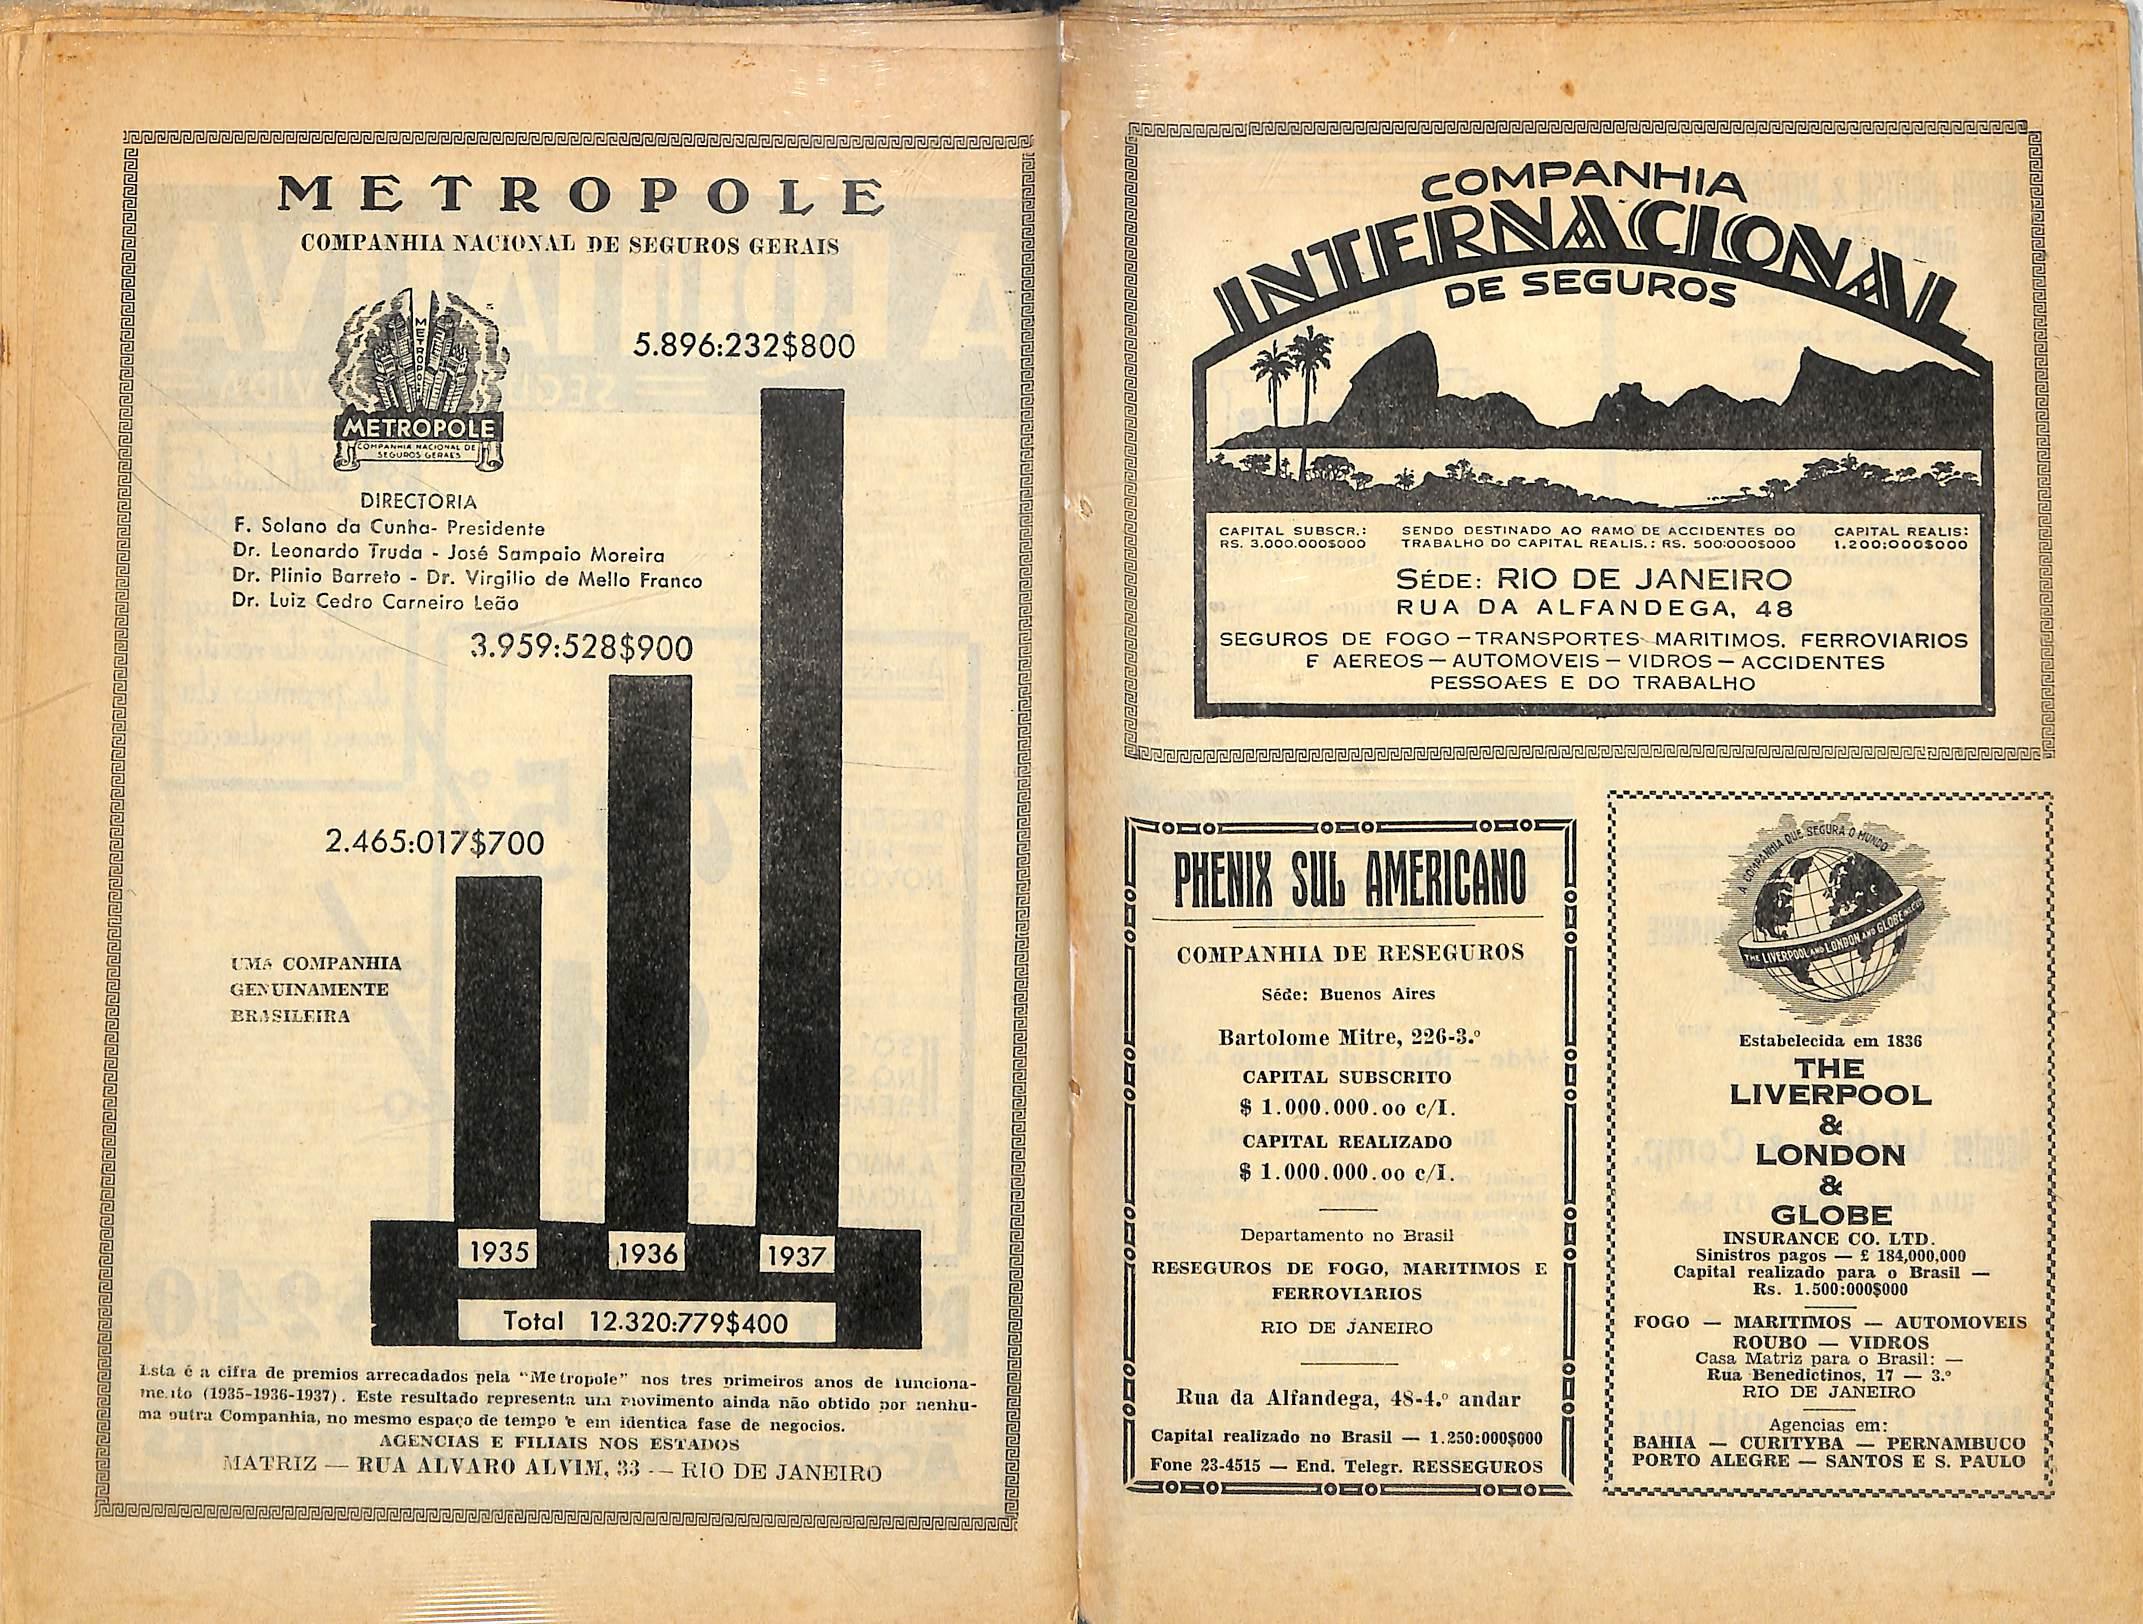 METROPOLE
COMPANHIA NACIONAL DE SEGUROS GERAIS
METROPOLE
METROPOLE
COMPANHIA NACIONAL DE
SEGUROS GERAES
5.896:232$800
DIRECTORIA
F. Solano da Cunha- Presidente
Dr. Leonardo Truda - José Sampaio Moreira
Dr. Plinio Barreto - Dr. Virgilio de Mello Franco
Dr. Luiz Cedro Carneiro Leão
3.959:528$900
2.465:017$700
UMA COMPANHIA
GENUINAMENTE
BRASILEIRA
1935
1936
1937
Total 12.320:779$400
Esta é a cifra de premios arrecadados pela "Metropole" nos tres primeiros anos de funciona-
mento (1935-1936-1937). Este resultado representa um movimento ainda não obtido por nenhu-
ma outra Companhia, no mesmo espaço de tempo e em identica fase de negocios.
AGENCIAS E FILIAIS NOS ESTADOS
MATRIZ — RUA ALVARO ALVIM, 33 — RIO DE JANEIRO
COMPANHIA
INTERNACIONAL
DE SEGUROS
CAPITAL SUBSCR.:
RS. 3.000.000$000
SENDO DESTINADO AO RAMO DE ACCIDENTES DO
TRABALHO DO CAPITAL REALIS.: RS. 500:000$000
CAPITAL REALIS:
1.200:000$000
SÉDE: RIO DE JANEIRO
RUA DA ALFANDEGA, 48
SEGUROS DE FOGO — TRANSPORTES MARITIMOS, FERROVIARIOS
E AEREOS — AUTOMOVEIS — VIDROS — ACCIDENTES
PESSOAES E DO TRABALHO
PHENIX SUL AMERICANO
COMPANHIA DE RESEGUROS
Séde: Buenos Aires
Bartolome Mitre, 226-3.º
CAPITAL SUBSCRITO
$ 1.000.000.oo c/l.
CAPITAL REALIZADO
$ 1.000.000.oo c/l.
Departamento no Brasil
RESEGUROS DE FOGO, MARITIMOS E
FERROVIARIOS
RIO DE JANEIRO
Rua da Alfandega, 48-4.º andar
Capital realizado no Brasil — 1.250:000$000
Fone 23-4515 — End. Telegr. RESSEGUROS
A COMPANHIA QUE SEGURA O MUNDO
THE LIVERPOOL AND LONDON AND GLOBE
Estabelecida em 1836
THE
LIVERPOOL
&
LONDON
&
GLOBE
INSURANCE CO. LTD.
Sinistros pagos — £ 184,000,000
Capital realizado para o Brasil —
Rs. 1.500:000$000
FOGO — MARITIMOS — AUTOMOVEIS
ROUBO — VIDROS
Casa Matriz para o Brasil: —
Rua Benedictinos, 17 — 3.º
RIO DE JANEIRO
Agencias em:
BAHIA — CURITYBA — PERNAMBUCO
PORTO ALEGRE — SANTOS E S. PAULO